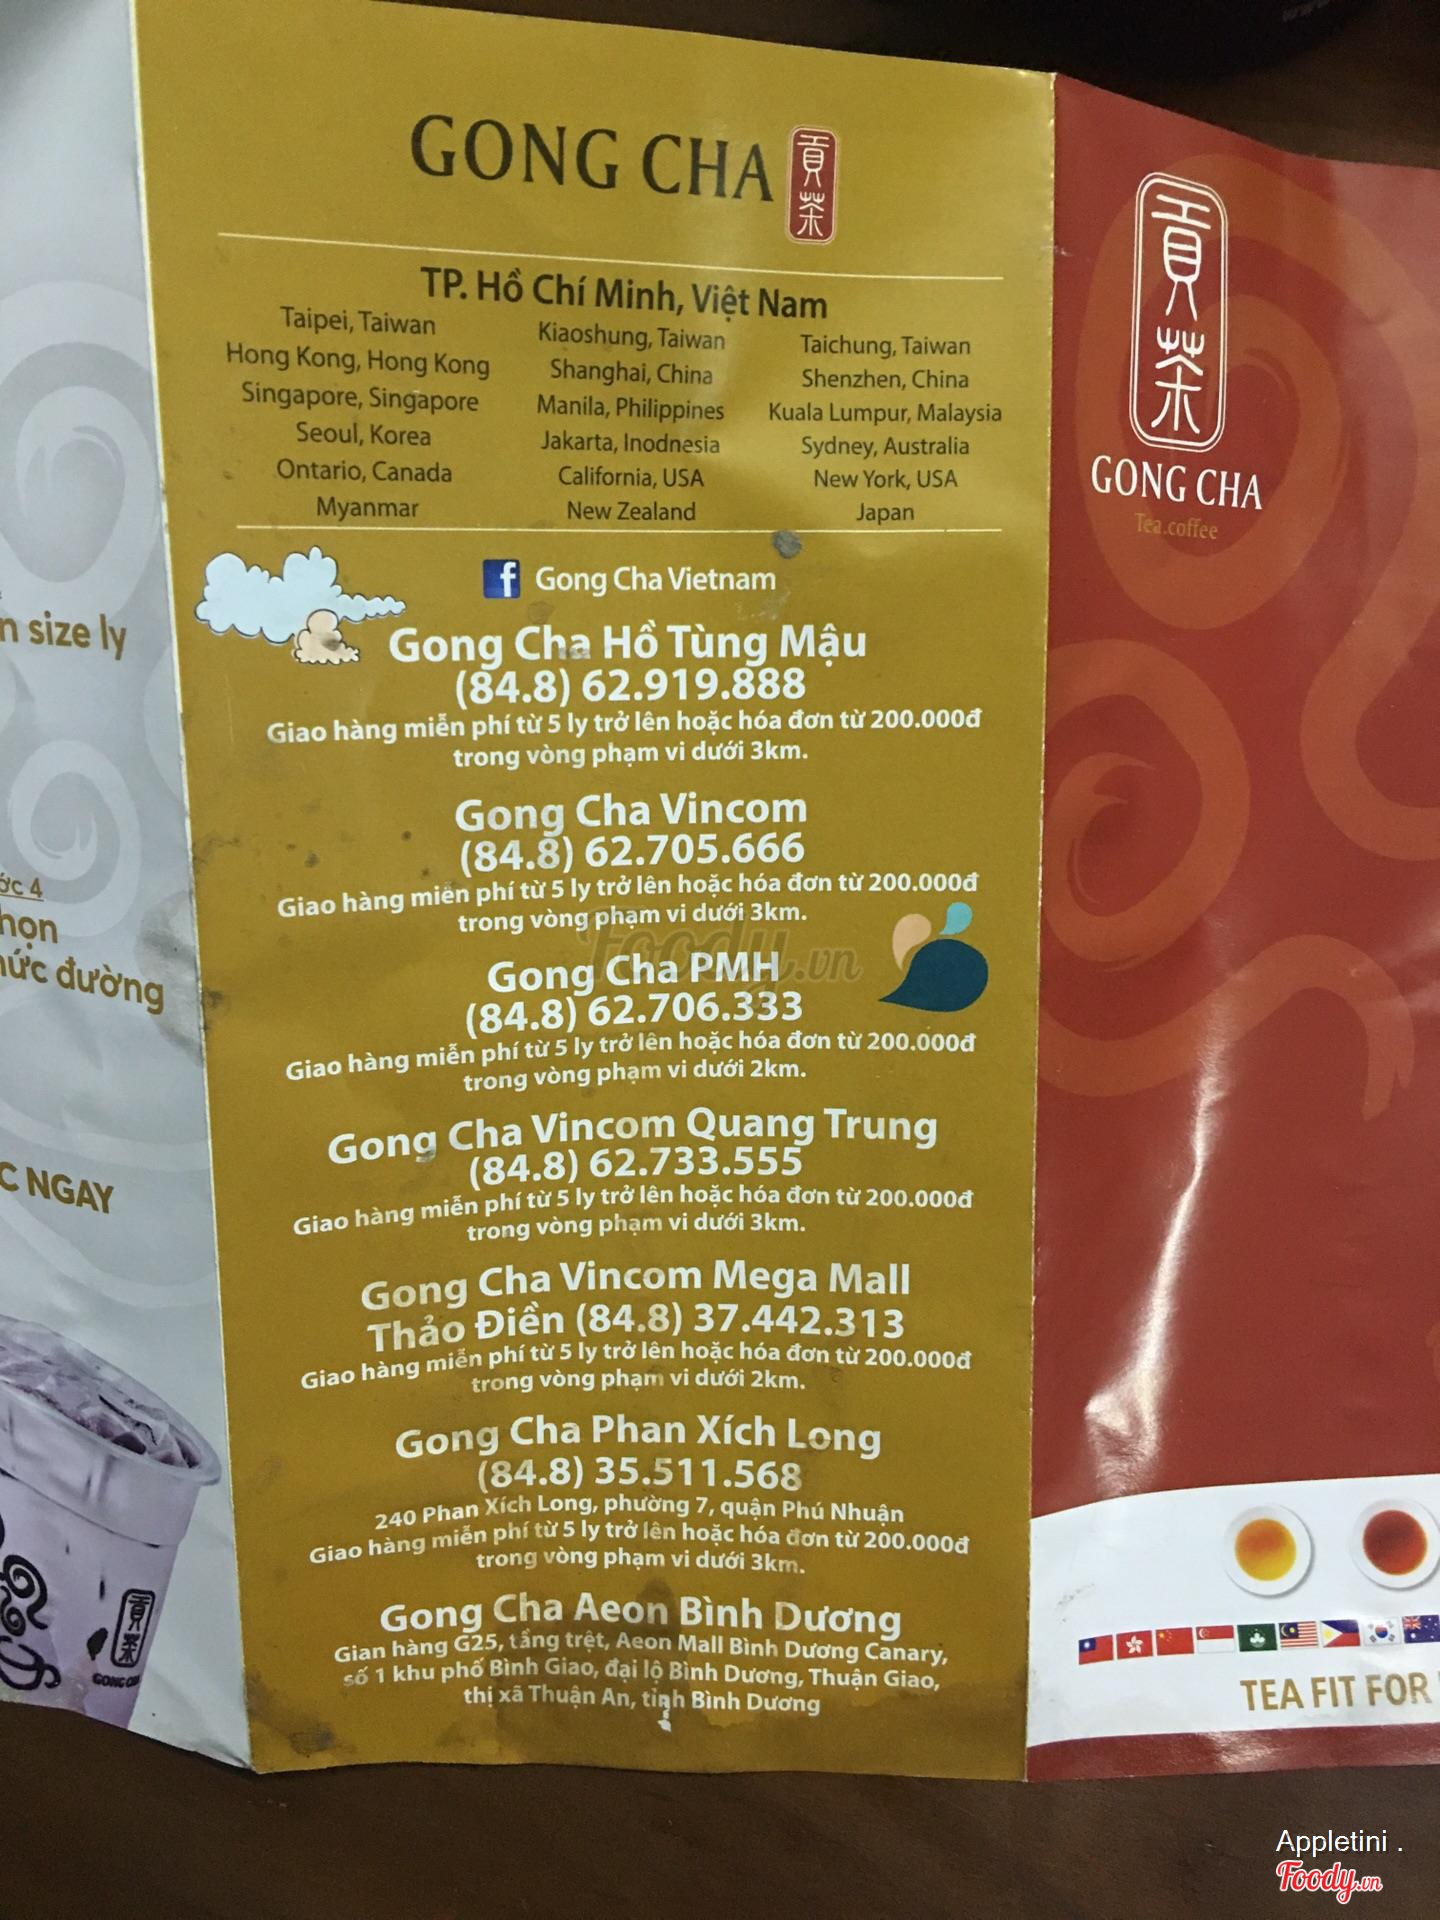 GONG CHA 貢茶
TP. Hồ Chí Minh, Việt Nam
Taipei, Taiwan
Hong Kong, Hong Kong
Singapore, Singapore
Seoul, Korea
Ontario, Canada
Myanmar
Kiaoshung, Taiwan
Shanghai, China
Manila, Philippines
Jakarta, Inodnesia
California, USA
New Zealand
Taichung, Taiwan
Shenzhen, China
Kuala Lumpur, Malaysia
Sydney, Australia
New York, USA
Japan
f Gong Cha Vietnam
Gong Cha Hồ Tùng Mậu
(84.8) 62.919.888
Giao hàng miễn phí từ 5 ly trở lên hoặc hóa đơn từ 200.000đ
trong vòng phạm vi dưới 3km.
Gong Cha Vincom
(84.8) 62.705.666
Giao hàng miễn phí từ 5 ly trở lên hoặc hóa đơn từ 200.000đ
trong vòng phạm vi dưới 3km.
Foody.vn
Gong Cha PMH
(84.8) 62.706.333
Giao hàng miễn phí từ 5 ly trở lên hoặc hóa đơn từ 200.000đ
trong vòng phạm vi dưới 2km.
Gong Cha Vincom Quang Trung
(84.8) 62.733.555
Giao hàng miễn phí từ 5 ly trở lên hoặc hóa đơn từ 200.000đ
trong vòng phạm vi dưới 3km.
Gong Cha Vincom Mega Mall
Thảo Điền (84.8) 37.442.313
Giao hàng miễn phí từ 5 ly trở lên hoặc hóa đơn từ 200.000đ
trong vòng phạm vi dưới 2km.
Gong Cha Phan Xích Long
(84.8) 35.511.568
240 Phan Xích Long, phường 7, quận Phú Nhuận
Giao hàng miễn phí từ 5 ly trở lên hoặc hóa đơn từ 200.000đ
trong vòng phạm vi dưới 3km.
Gong Cha Aeon Bình Dương
Gian hàng G25, tầng trệt, Aeon Mall Bình Dương Canary,
số 1 khu phố Bình Giao, đại lộ Bình Dương, Thuận Giao,
thị xã Thuận An, tỉnh Bình Dương
size ly
4
đường
NGAY
貢茶
GONG CHA
貢茶
GONG CHA
Tea.coffee
TEA FIT FOR
Appletini .
Foody.vn